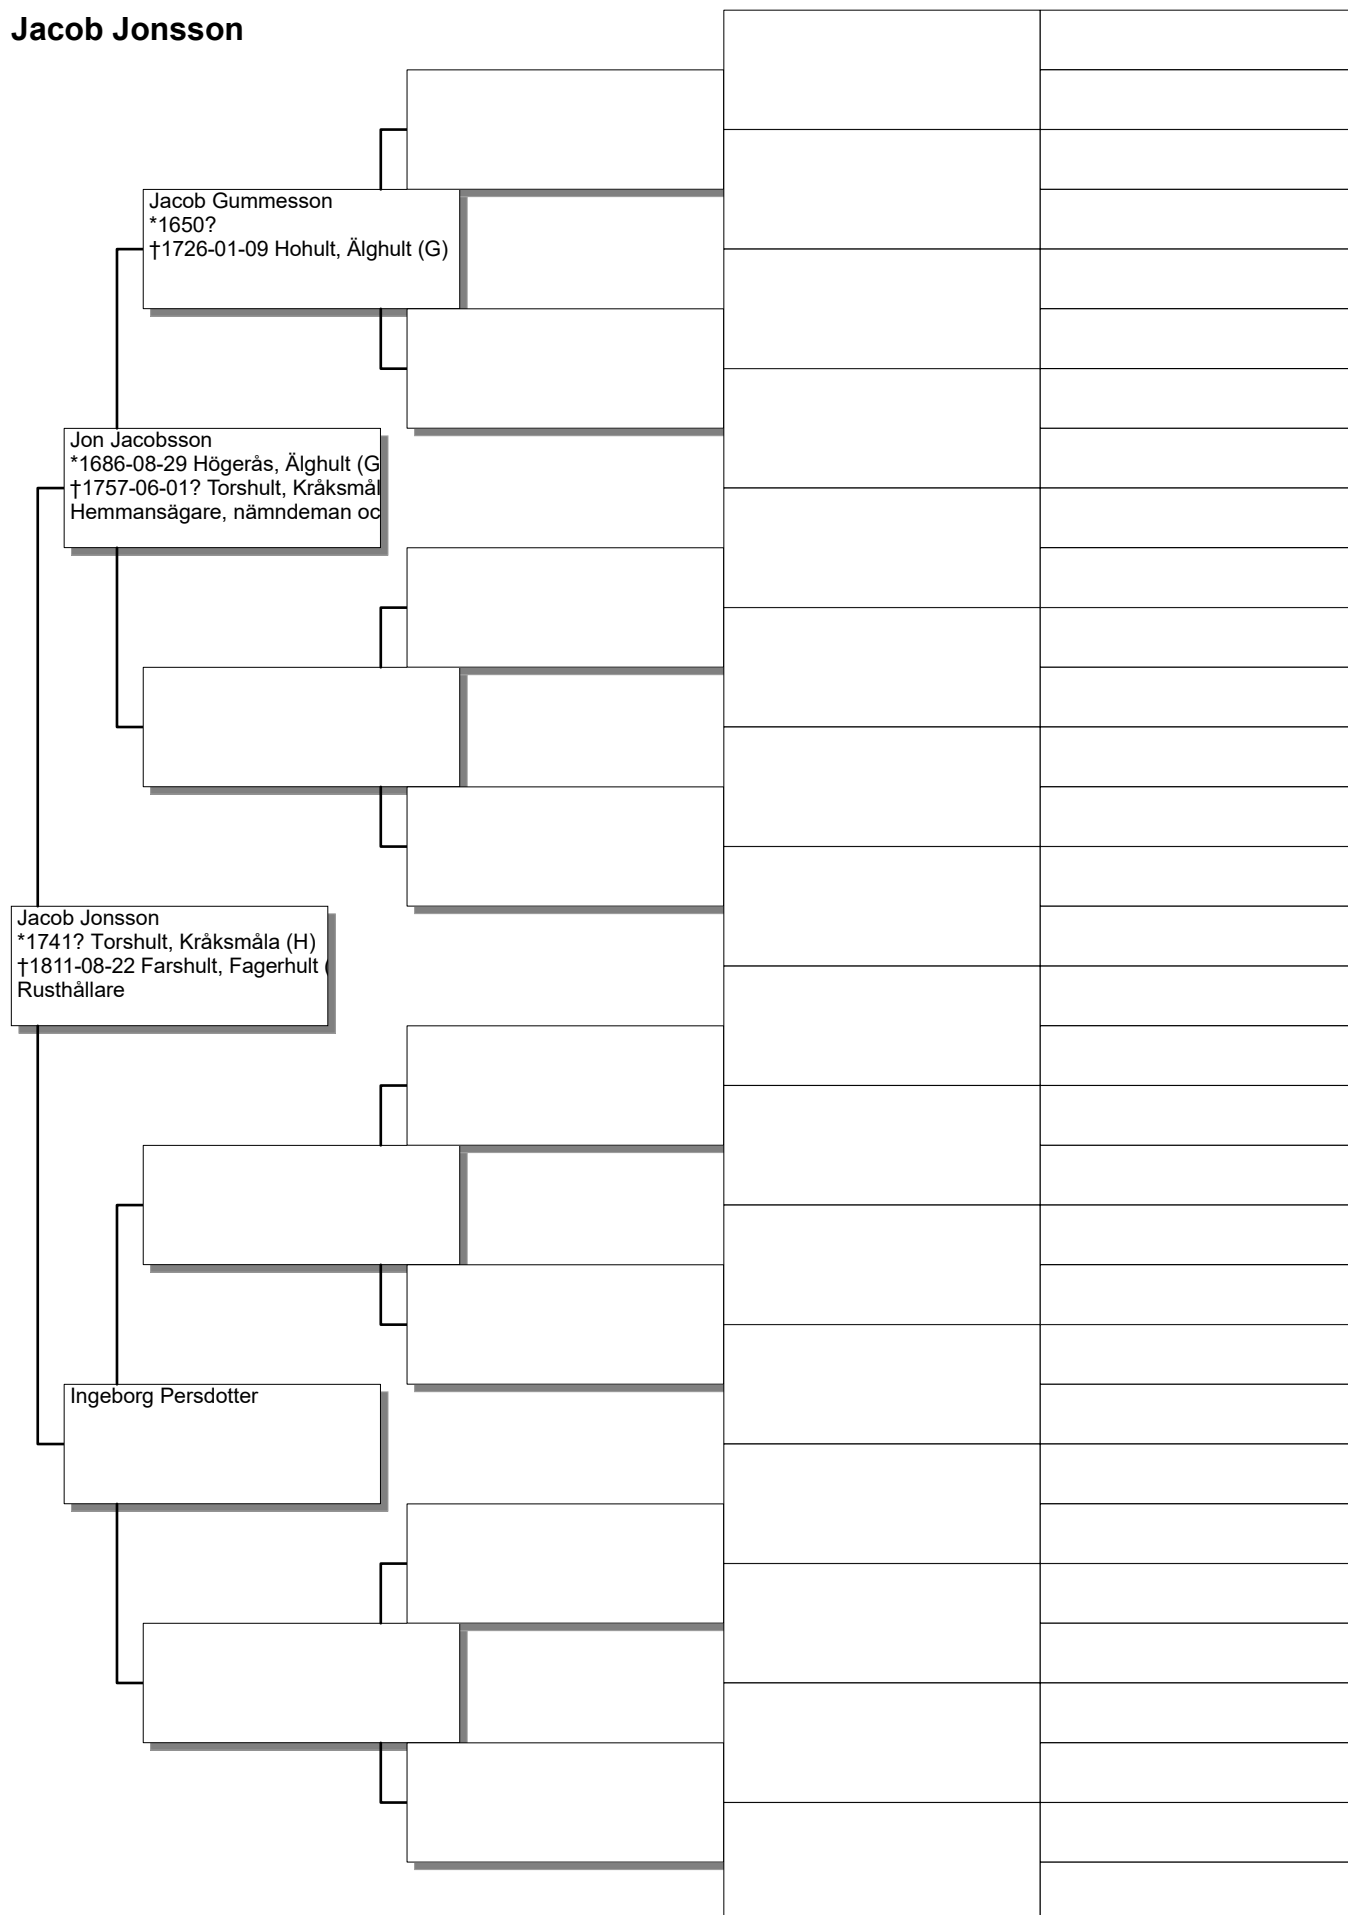 Jacob Jonsson
Jacob Gummesson
*1650?
†1726-01-09 Hohult, Älghult (G)
Jon Jacobsson
*1686-08-29 Högerås, Älghult (G
†1757-06-01? Torshult, Kråksmål
Hemmansägare, nämndeman oc
Jacob Jonsson
*1741? Torshult, Kråksmåla (H)
†1811-08-22 Farshult, Fagerhult (
Rusthållare
Ingeborg Persdotter